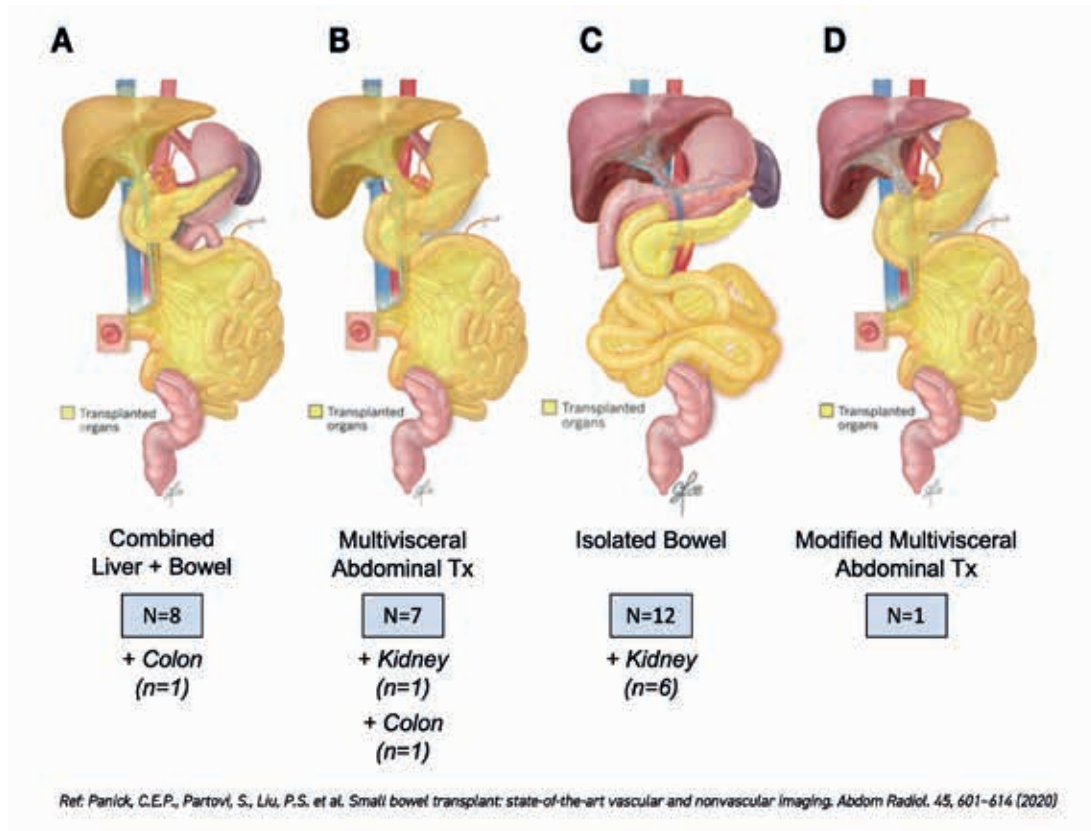 A
B
C
D
Transplanted
organs
Transplanted
organs
Transplanted
organs
Transplanted
organs
Combined
Liver + Bowel
N=8
+ Colon
(n=1)
Multivisceral
Abdominal Tx
N=7
+ Kidney
(n=1)
+ Colon
(n=1)
Isolated Bowel
N=12
+ Kidney
(n=6)
Modified Multivisceral
Abdominal Tx
N=1
Ref: Panick, C.E.P., Partovi, S., Liu, P.S. et al. Small bowel transplant: state-of-the-art vascular and nonvascular imaging. Abdom Radiol. 45, 601–614 (2020)